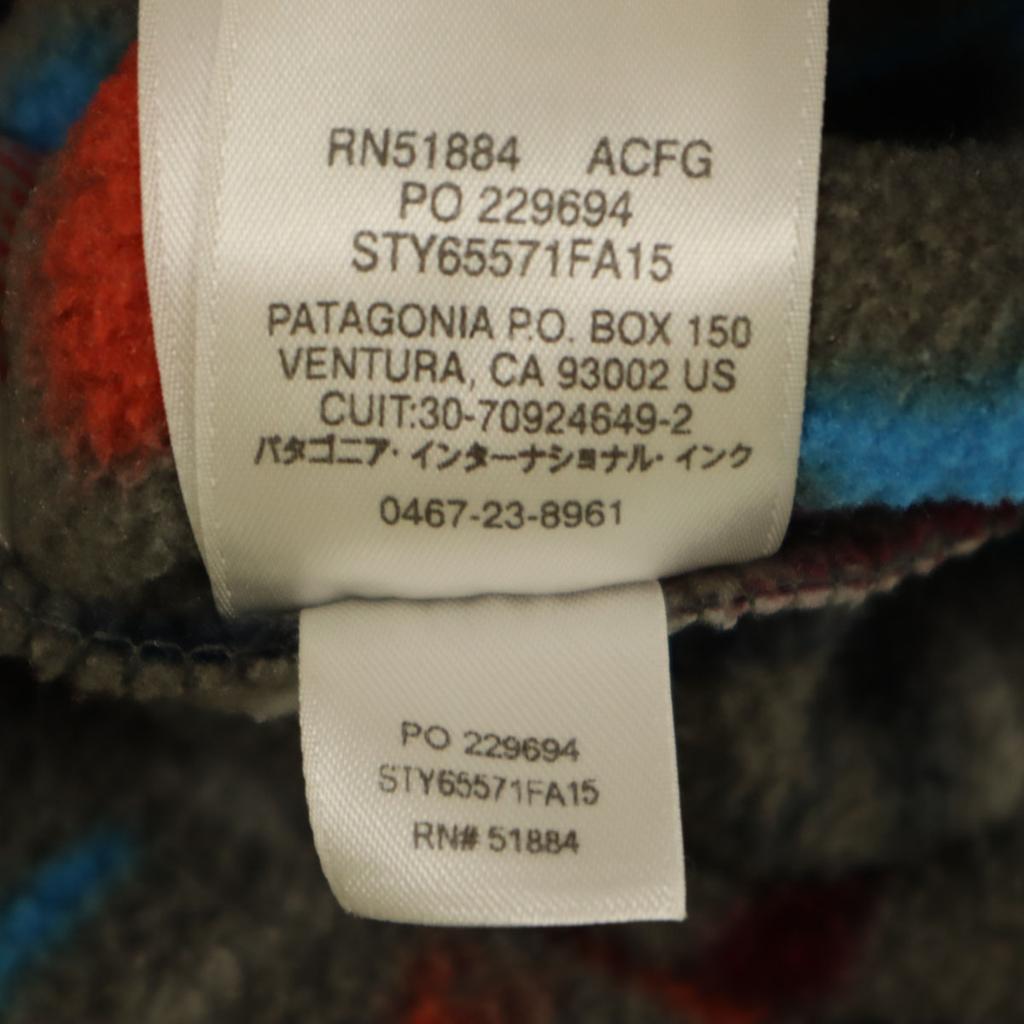 RN51884 ACFG
PO 229694
STY65571FA15
PATAGONIA P.O. BOX 150
VENTURA, CA 93002 US
CUIT:30-70924649-2
パタゴニア・インターナショナル・インク
0467-23-8961
PO 229694
STY65571FA15
RN# 51884